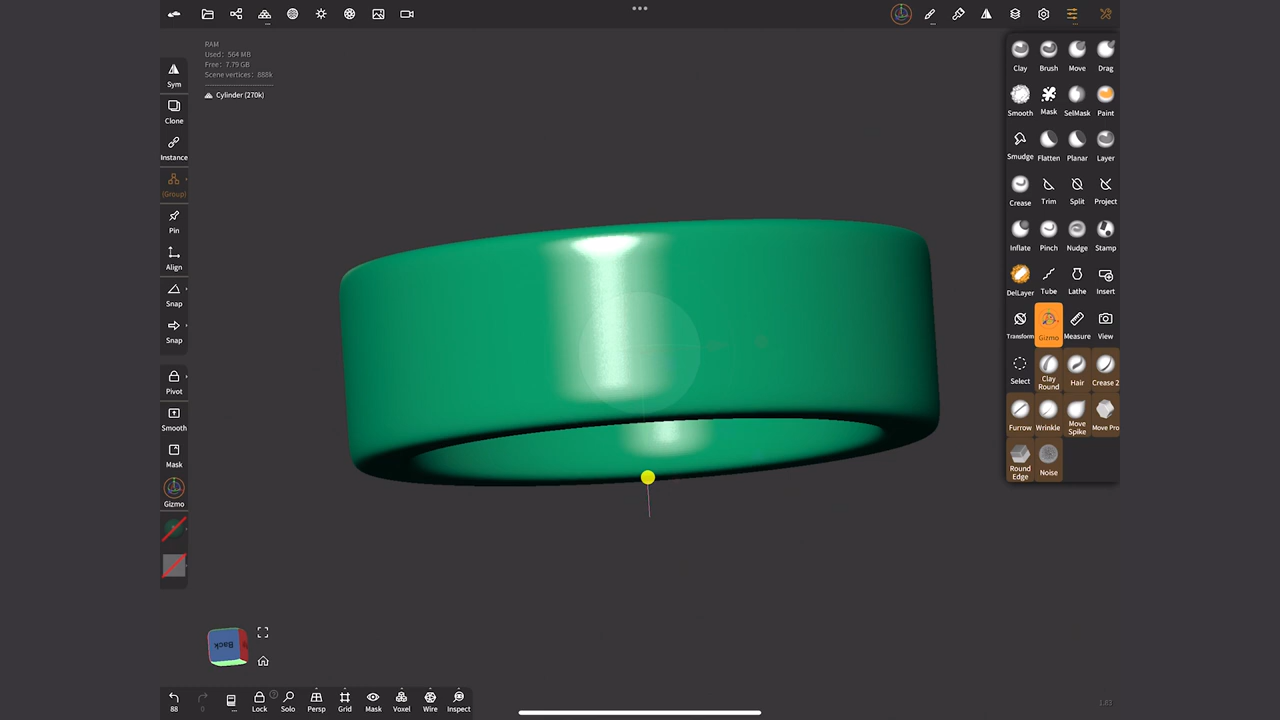 RAM
Used: 564 MB
Free: 7.79 GB
Scene vertices: 888k
Cylinder (270k)
Sym
Clone
Instance
(Group)
Pin
Align
Snap
Snap
Pivot
Smooth
Mask
Gizmo
Clay Brush Move Drag
Smooth Mask SelMask Paint
Smudge Flatten Planar Layer
Crease Trim Split Project
Inflate Pinch Nudge Stamp
DelLayer Tube Lathe Insert
Transform Gizmo Measure View
Select Clay Round Hair Crease 2
Furrow Wrinkle Move Spike Move Pro
Round Edge Noise
Back
88 0 ... Lock ? Solo Persp Grid Mask Voxel Wire Inspect
1.83